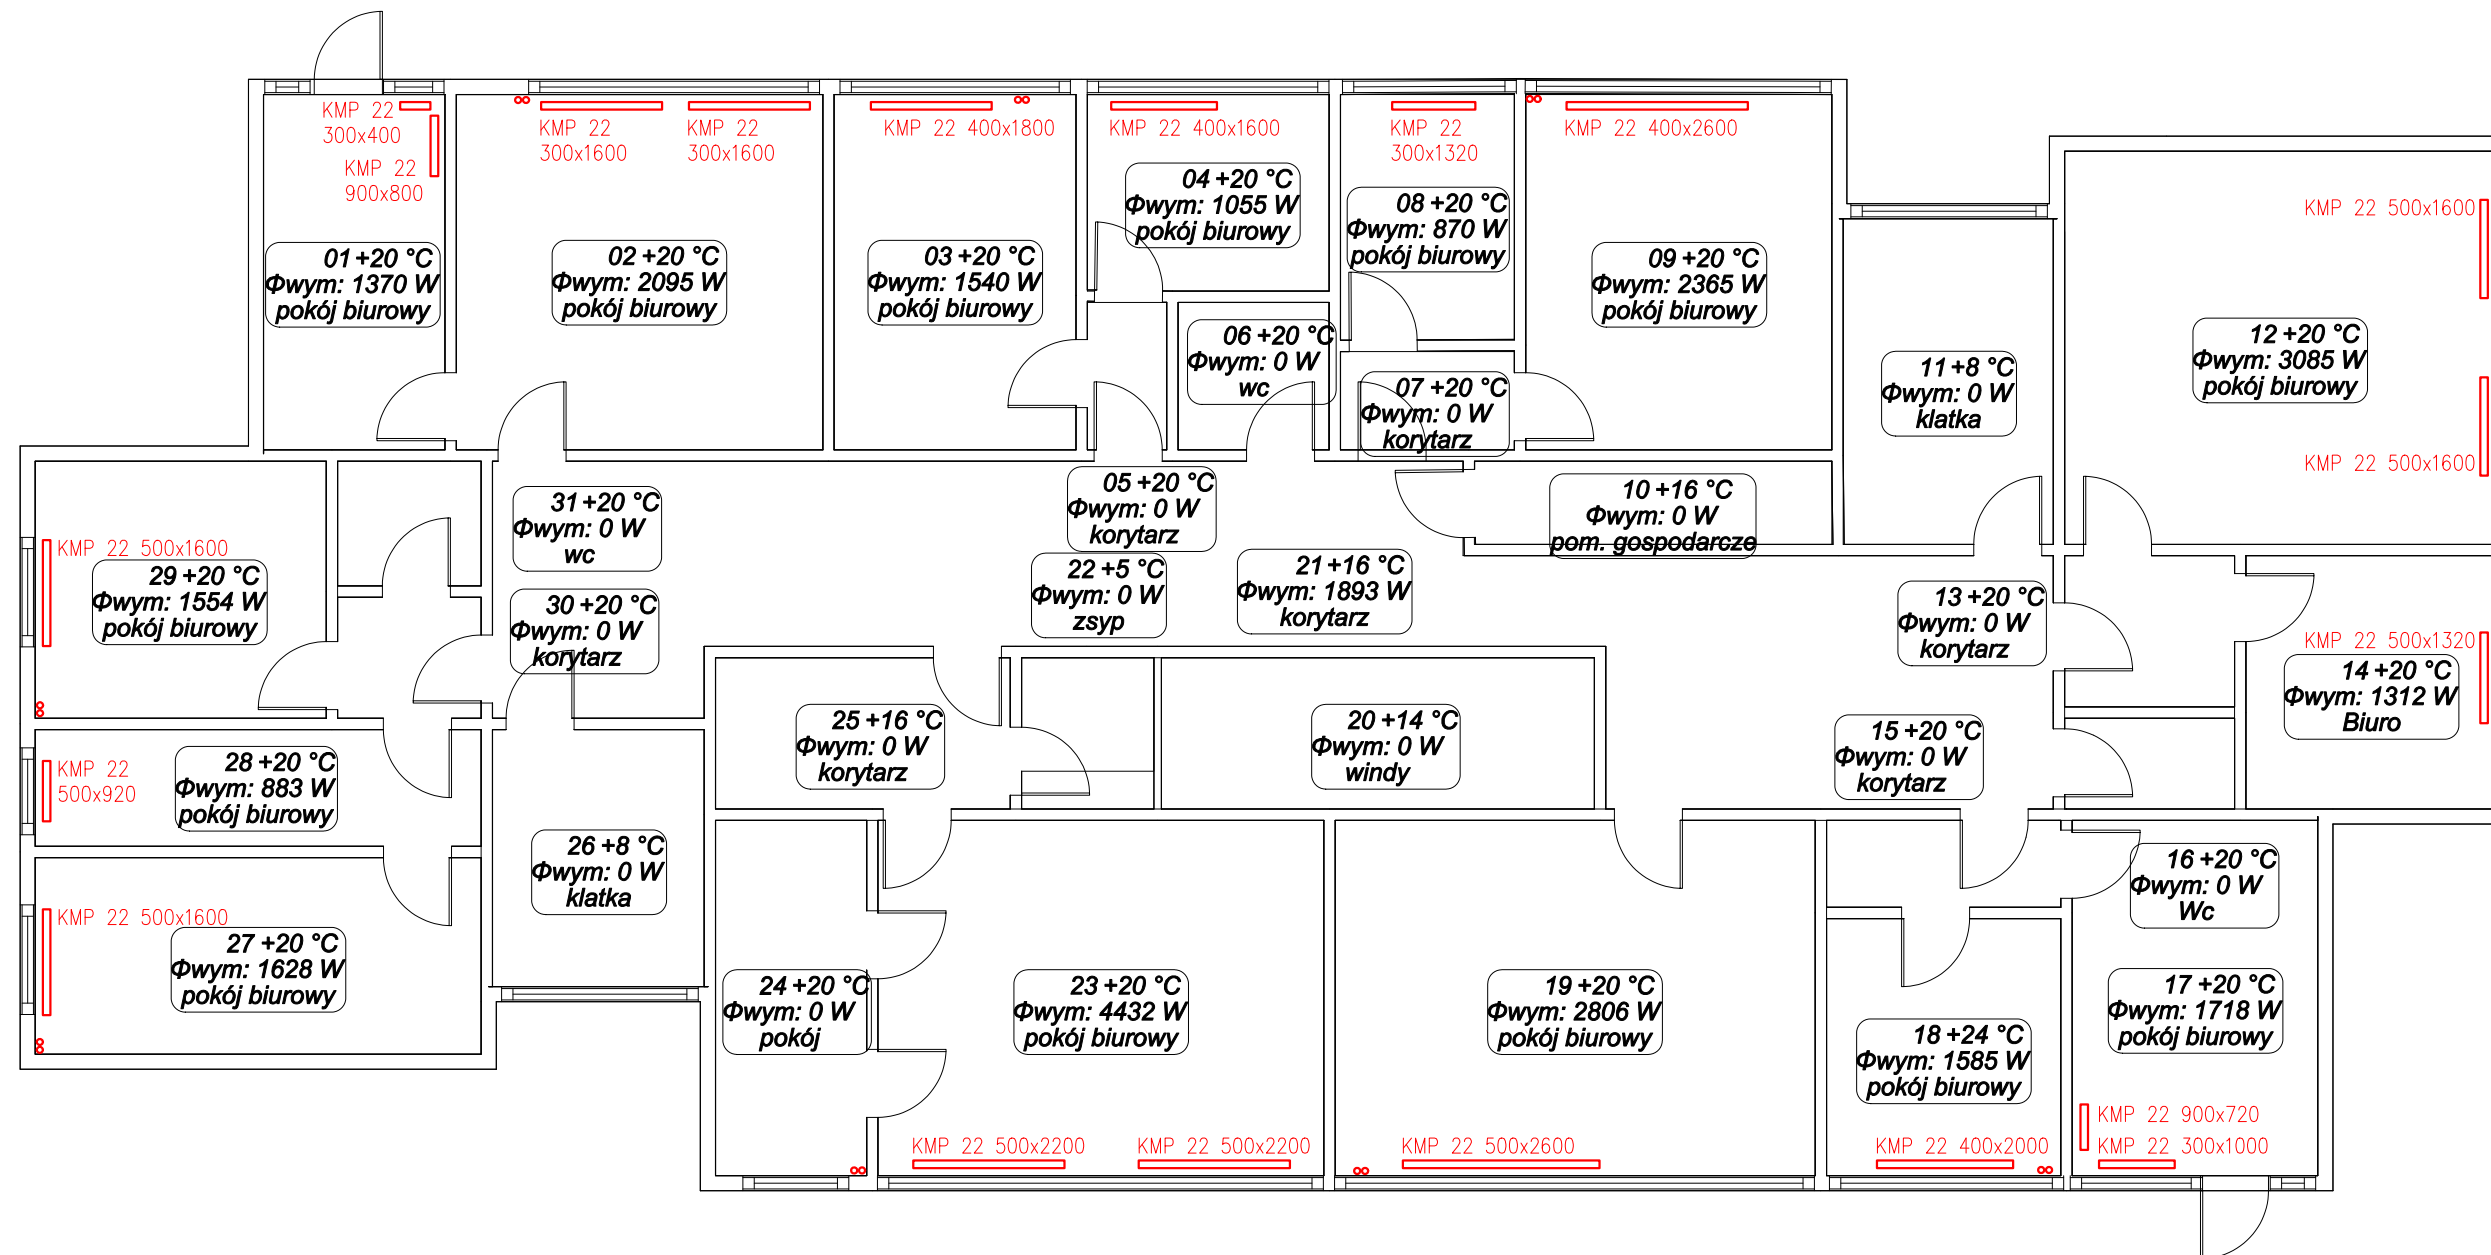 KMP 22
300x400
KMP 22
900x800
01 +20 °C
Φwym: 1370 W
pokój biurowy
KMP 22
300x1600
KMP 22
300x1600
02 +20 °C
Φwym: 2095 W
pokój biurowy
KMP 22 400x1800
03 +20 °C
Φwym: 1540 W
pokój biurowy
KMP 22 400x1600
04 +20 °C
Φwym: 1055 W
pokój biurowy
06 +20 °C
Φwym: 0 W
wc
KMP 22
300x1320
08 +20 °C
Φwym: 870 W
pokój biurowy
07 +20 °C
Φwym: 0 W
korytarz
KMP 22 400x2600
09 +20 °C
Φwym: 2365 W
pokój biurowy
11 +8 °C
Φwym: 0 W
klatka
KMP 22 500x1600
12 +20 °C
Φwym: 3085 W
pokój biurowy
KMP 22 500x1600
KMP 22 500x1600
29 +20 °C
Φwym: 1554 W
pokój biurowy
31 +20 °C
Φwym: 0 W
wc
30 +20 °C
Φwym: 0 W
korytarz
05 +20 °C
Φwym: 0 W
korytarz
22 +5 °C
Φwym: 0 W
zsyp
21 +16 °C
Φwym: 1893 W
korytarz
10 +16 °C
Φwym: 0 W
pom. gospodarcze
13 +20 °C
Φwym: 0 W
korytarz
KMP 22 500x1320
14 +20 °C
Φwym: 1312 W
Biuro
KMP 22
500x920
28 +20 °C
Φwym: 883 W
pokój biurowy
25 +16 °C
Φwym: 0 W
korytarz
20 +14 °C
Φwym: 0 W
windy
15 +20 °C
Φwym: 0 W
korytarz
KMP 22 500x1600
27 +20 °C
Φwym: 1628 W
pokój biurowy
26 +8 °C
Φwym: 0 W
klatka
24 +20 °C
Φwym: 0 W
pokój
23 +20 °C
Φwym: 4432 W
pokój biurowy
KMP 22 500x2200
KMP 22 500x2200
19 +20 °C
Φwym: 2806 W
pokój biurowy
KMP 22 500x2600
18 +24 °C
Φwym: 1585 W
pokój biurowy
KMP 22 400x2000
16 +20 °C
Φwym: 0 W
Wc
17 +20 °C
Φwym: 1718 W
pokój biurowy
KMP 22 900x720
KMP 22 300x1000